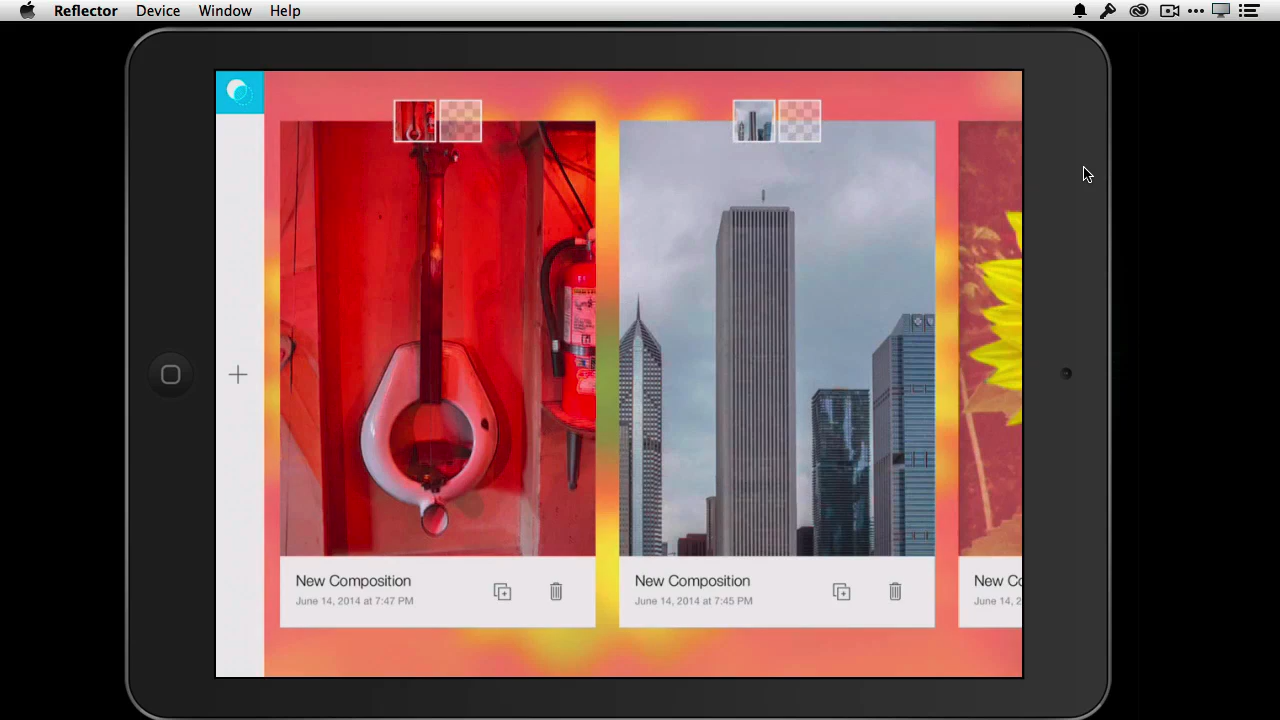 Reflector Device Window Help
New Composition
June 14, 2014 at 7:47 PM
New Composition
June 14, 2014 at 7:45 PM
New Co
June 14, 2